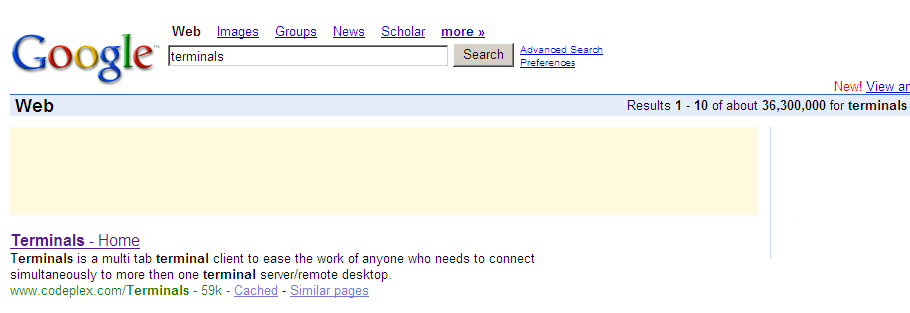 Web Images Groups News Scholar more »
Google™
terminals Search Advanced Search
Preferences
New! View an
Web Results 1 - 10 of about 36,300,000 for terminals
Terminals - Home
Terminals is a multi tab terminal client to ease the work of anyone who needs to connect
simultaneously to more then one terminal server/remote desktop.
www.codeplex.com/Terminals - 59k - Cached - Similar pages